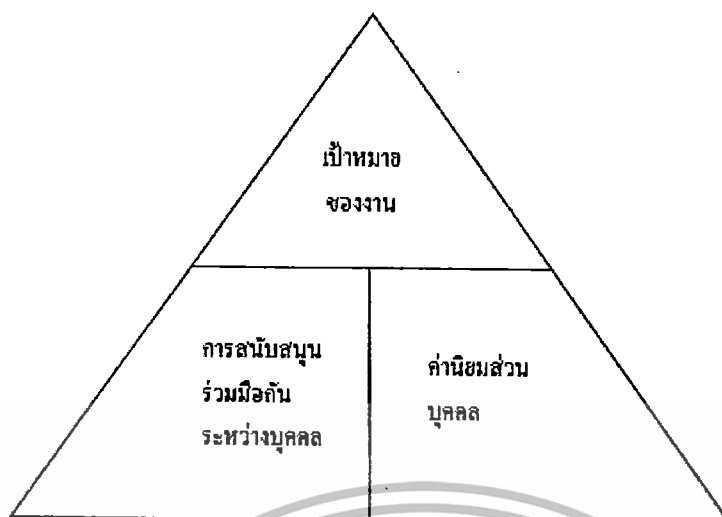 เป้าหมาย
ของงาน
การสนับสนุน
ร่วมมือกัน
ระหว่างบุคคล
ค่านิยมส่วน
บุคคล